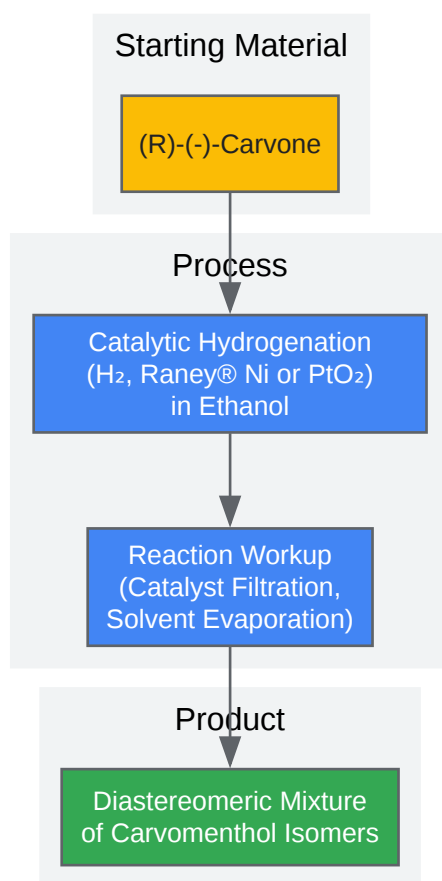 Starting Material
(R)-(-)-Carvone
Process
Catalytic Hydrogenation
(H₂, Raney® Ni or PtO₂)
in Ethanol
Reaction Workup
(Catalyst Filtration,
Solvent Evaporation)
Product
Diastereomeric Mixture
of Carvomenthol Isomers